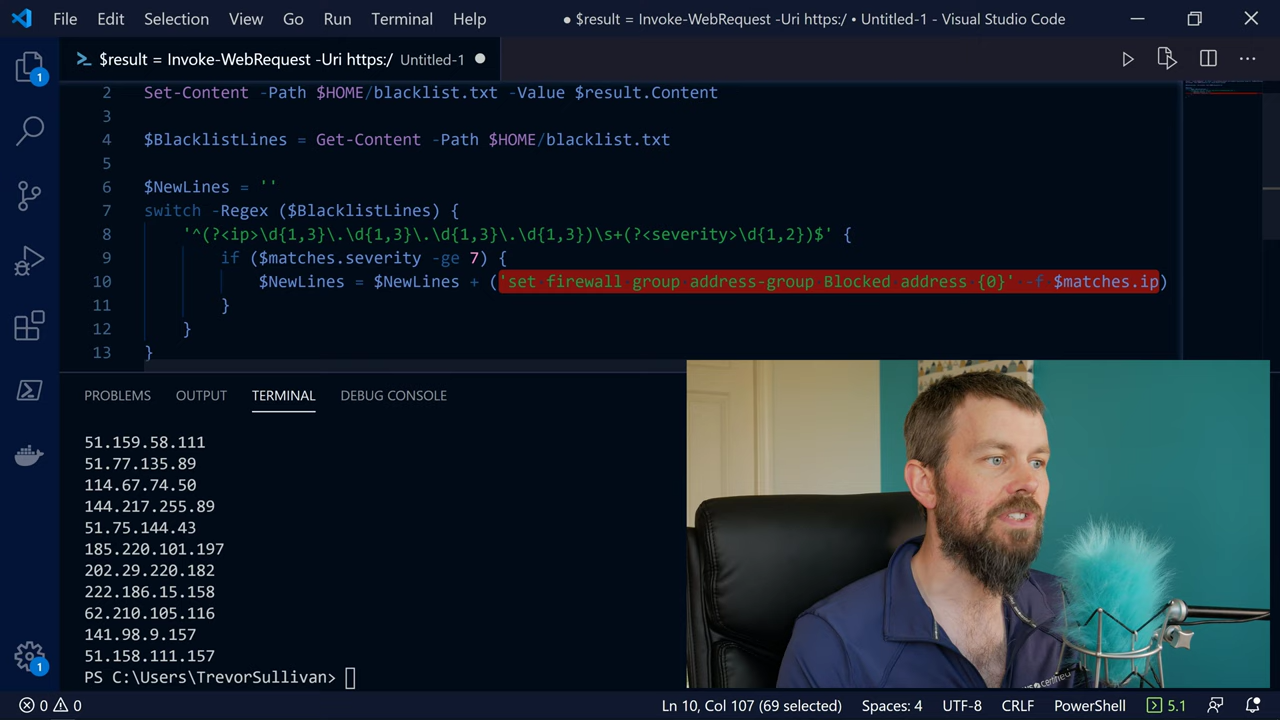 File Edit Selection View Go Run Terminal Help
● $result = Invoke-WebRequest -Uri https:/ • Untitled-1 - Visual Studio Code
$result = Invoke-WebRequest -Uri https:/ Untitled-1
1
2 Set-Content -Path $HOME/blacklist.txt -Value $result.Content
3
4 $BlacklistLines = Get-Content -Path $HOME/blacklist.txt
5
6 $NewLines = ''
7 switch -Regex ($BlacklistLines) {
8 '^(?<ip>\d{1,3}\.\d{1,3}\.\d{1,3}\.\d{1,3})\s+(?<severity>\d{1,2})$' {
9 if ($matches.severity -ge 7) {
10 $NewLines = $NewLines + ('set firewall group address-group Blocked address {0}' -f $matches.ip)
11 }
12 }
13 }
PROBLEMS OUTPUT TERMINAL DEBUG CONSOLE
51.159.58.111
51.77.135.89
114.67.74.50
144.217.255.89
51.75.144.43
185.220.101.197
202.29.220.182
222.186.15.158
62.210.105.116
141.98.9.157
51.158.111.157
PS C:\Users\TrevorSullivan>
1
certified
0 0 Ln 10, Col 107 (69 selected) Spaces: 4 UTF-8 CRLF PowerShell 5.1